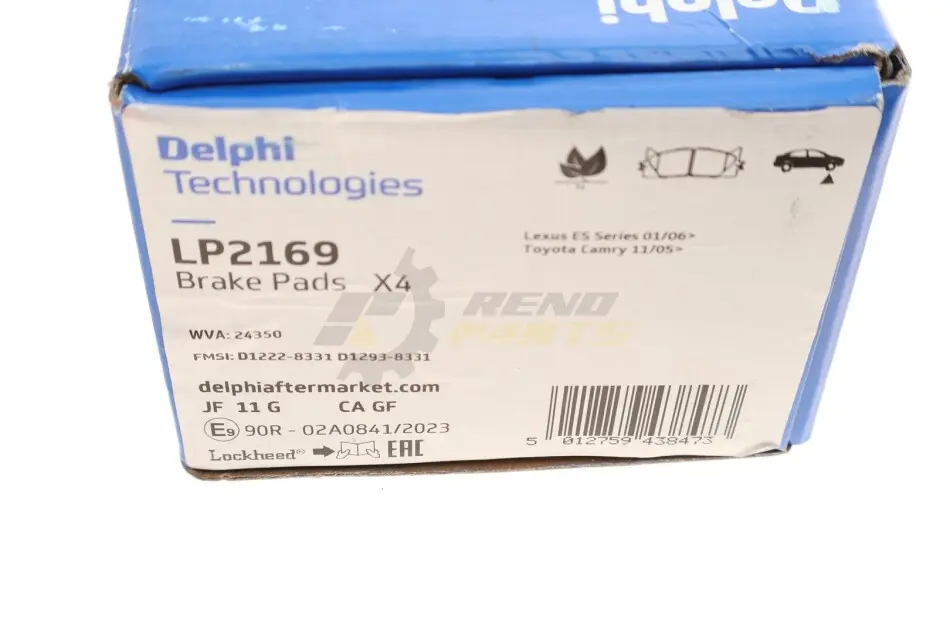 Delphi
Delphi
Technologies
LP2169
Brake Pads X4
Lexus ES Series 01/06>
Toyota Camry 11/05>
RENO
PARTS
WVA: 24350
FMSI: D1222-8331 D1293-8331
delphiaftermarket.com
JF 11 G CA GF
E9 90R - 02A0841/2023
Lockheed® EAC
5 012759 438473